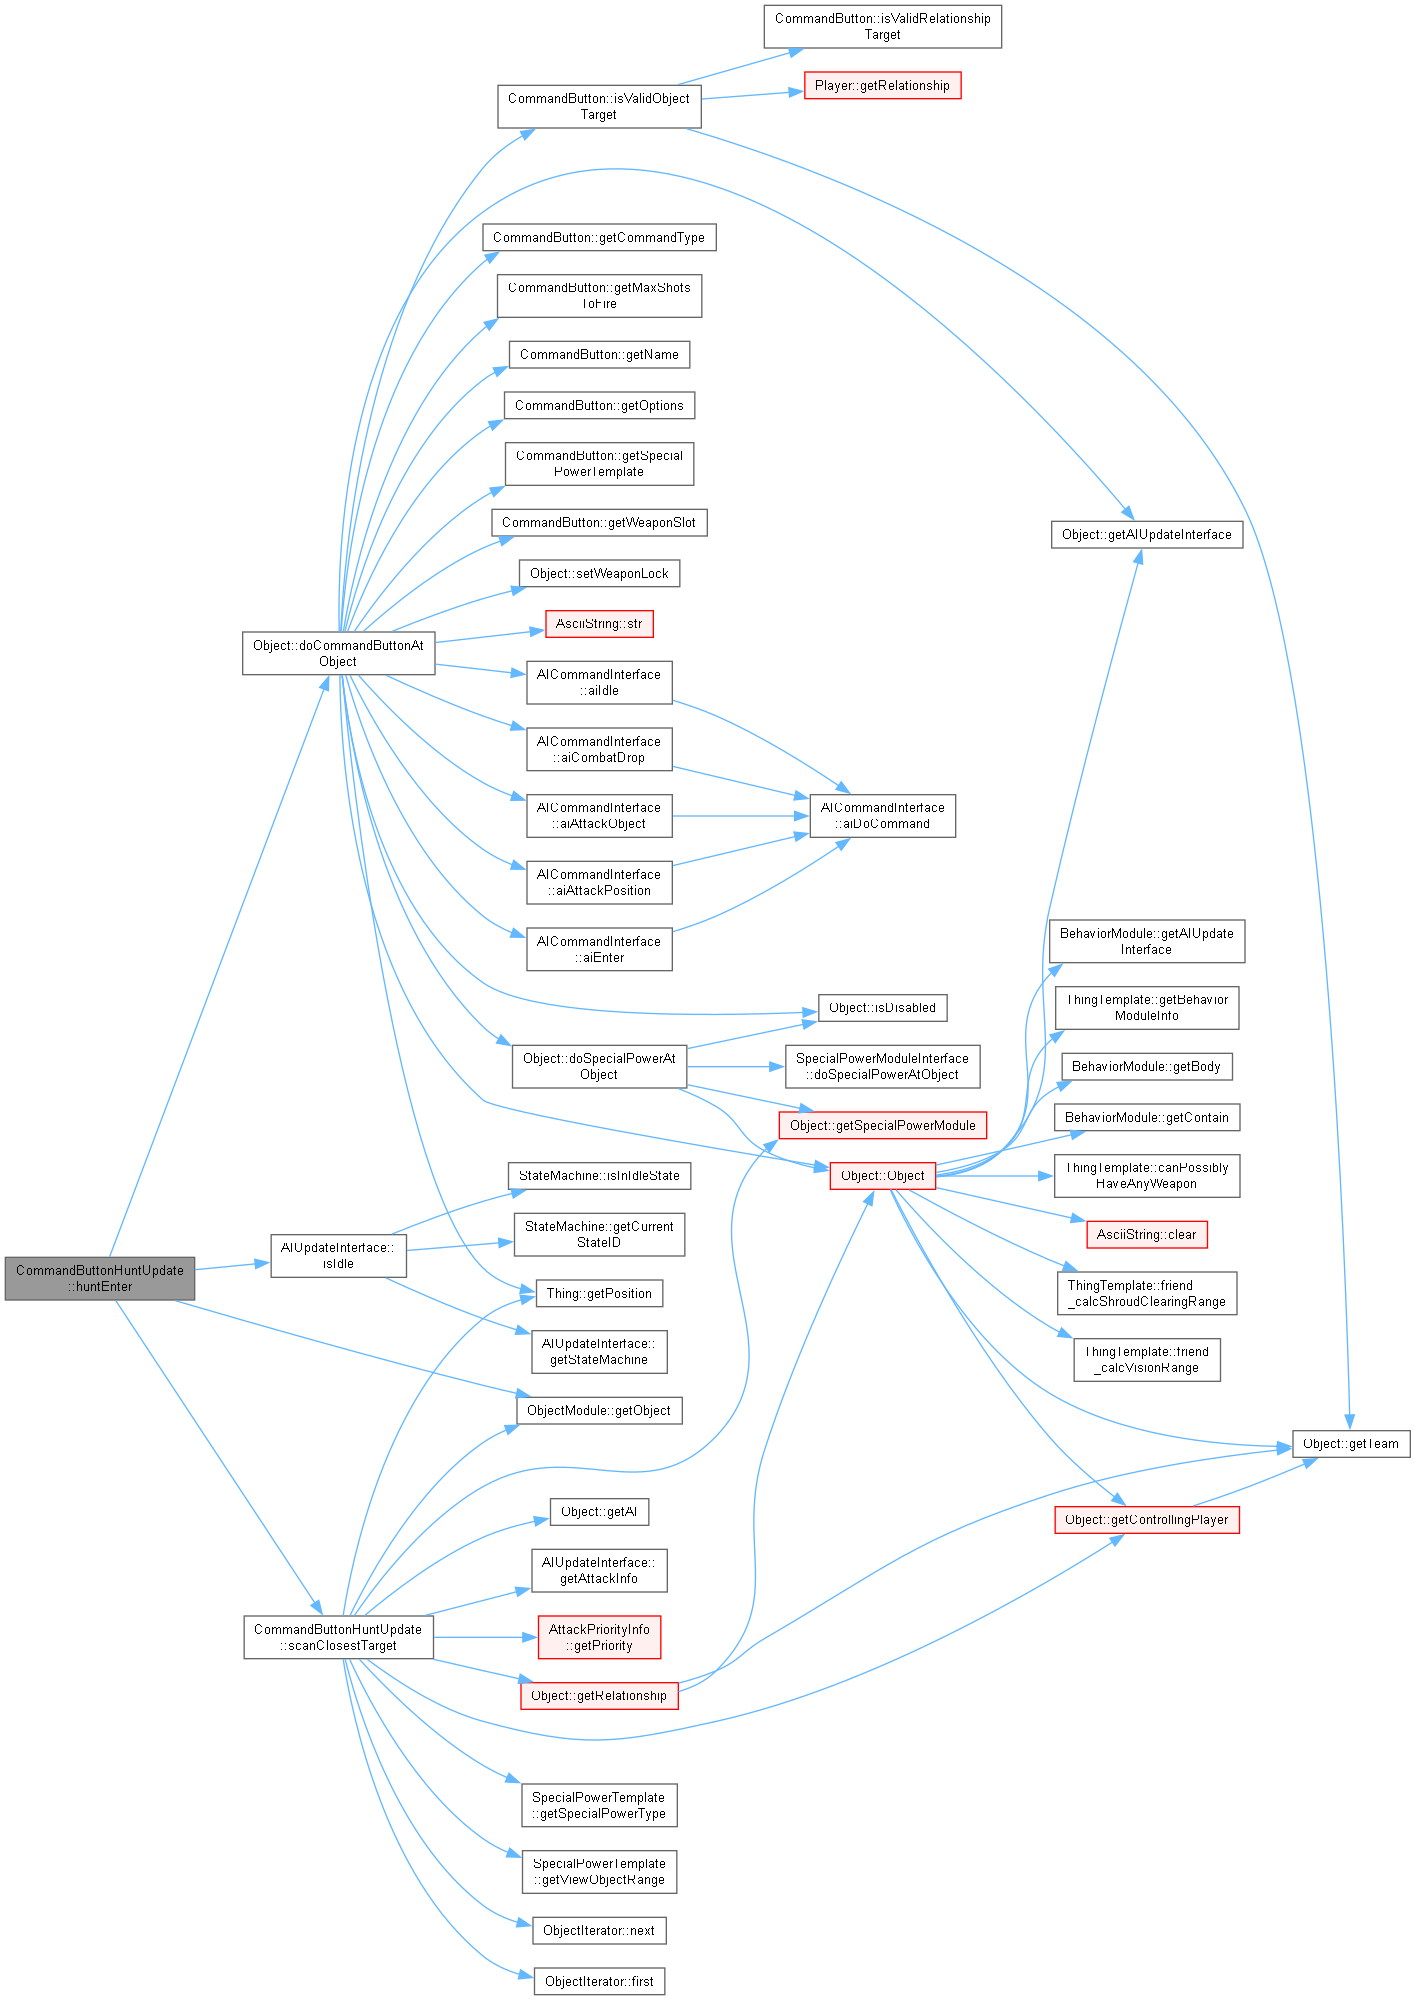 CommandButton::isValidRelationship
Target
Player::getRelationship
CommandButton::isValidObject
Target
CommandButton::getCommandType
CommandButton::getMaxShots
ToFire
CommandButton::getName
CommandButton::getOptions
CommandButton::getSpecial
PowerTemplate
CommandButton::getWeaponSlot
Object::getAIUpdateInterface
Object::setWeaponLock
AsciiString::str
Object::doCommandButtonAt
Object
AICommandInterface
::aiIdle
AICommandInterface
::aiCombatDrop
AICommandInterface
::aiAttackObject
AICommandInterface
::aiDoCommand
AICommandInterface
::aiAttackPosition
AICommandInterface
::aiEnter
BehaviorModule::getAIUpdate
Interface
Object::isDisabled
ThingTemplate::getBehavior
ModuleInfo
Object::doSpecialPowerAt
Object
SpecialPowerModuleInterface
::doSpecialPowerAtObject
BehaviorModule::getBody
Object::getSpecialPowerModule
BehaviorModule::getContain
StateMachine::isInIdleState
Object::Object
ThingTemplate::canPossibly
HaveAnyWeapon
StateMachine::getCurrent
StateID
AsciiString::clear
AIUpdateInterface::
isIdle
CommandButtonHuntUpdate
::huntEnter
Thing::getPosition
ThingTemplate::friend
_calcShroudClearingRange
AIUpdateInterface::
getStateMachine
ThingTemplate::friend
_calcVisionRange
ObjectModule::getObject
Object::getTeam
Object::getAI
Object::getControllingPlayer
AIUpdateInterface::
getAttackInfo
CommandButtonHuntUpdate
::scanClosestTarget
AttackPriorityInfo
::getPriority
Object::getRelationship
SpecialPowerTemplate
::getSpecialPowerType
SpecialPowerTemplate
::getViewObjectRange
ObjectIterator::next
ObjectIterator::first